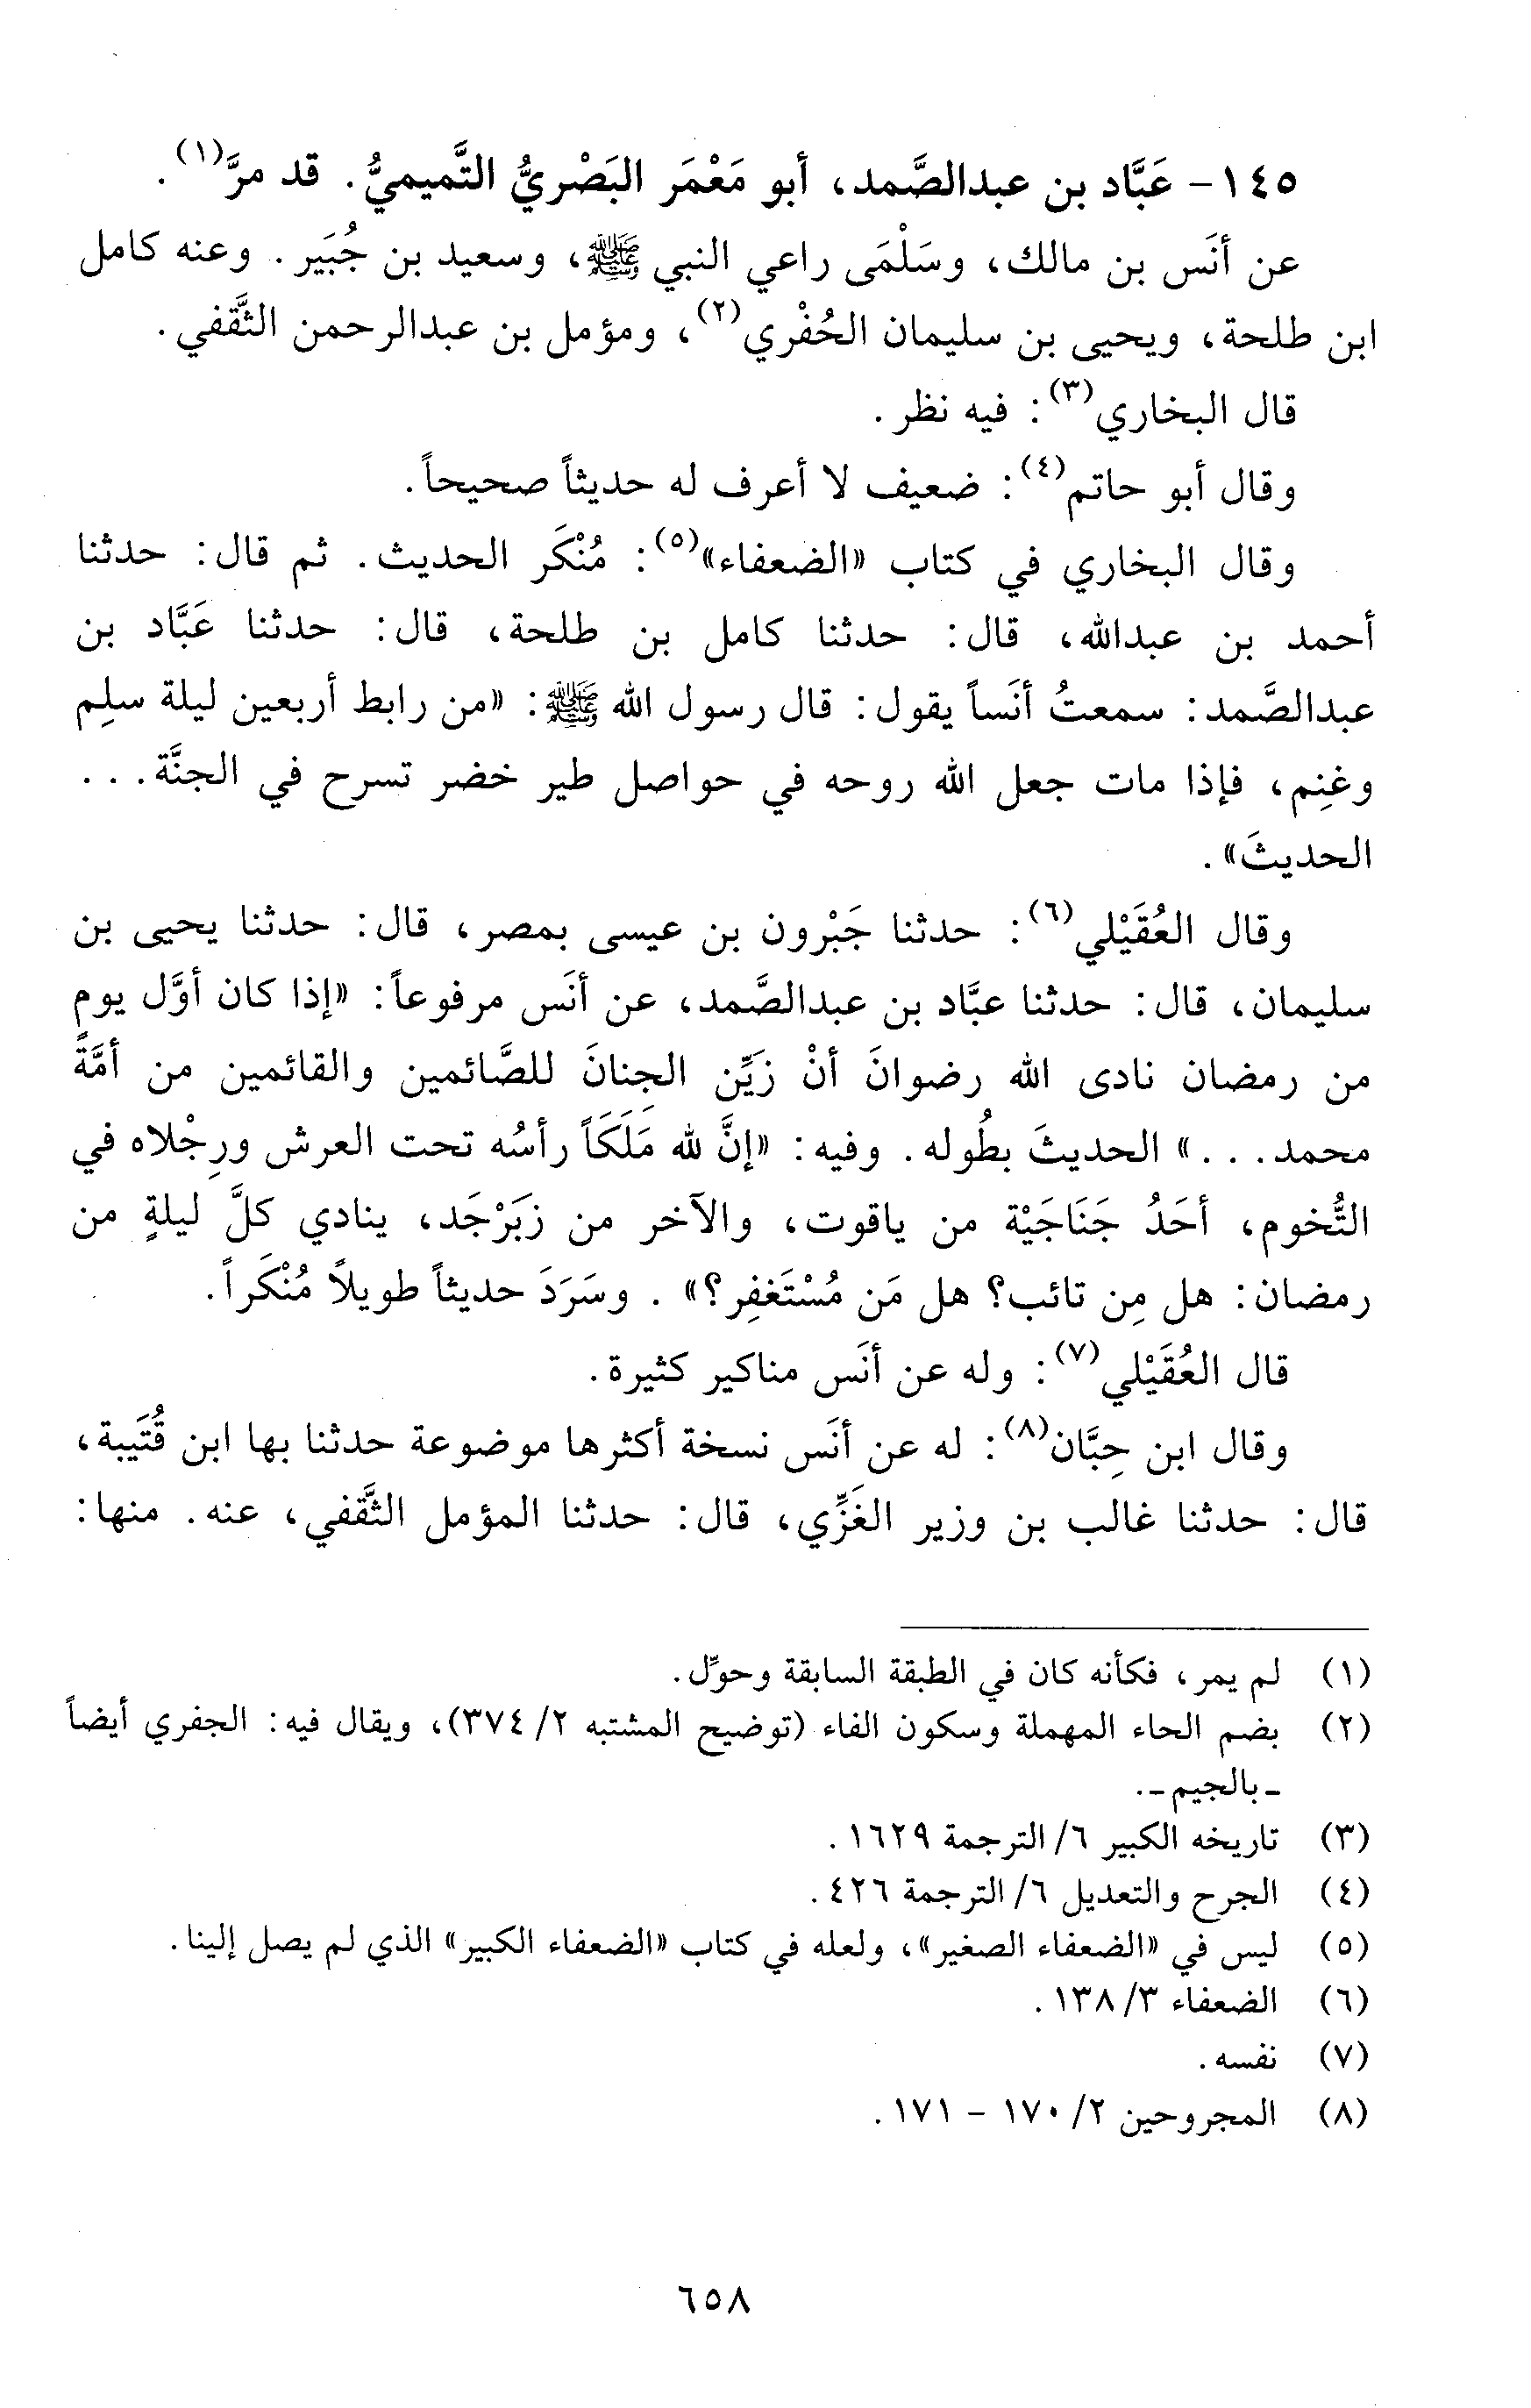 ١٤٥- عَبَّاد بن عبدالصَّمد، أبو مَعْمَر البَصْريُّ التَّميميُّ. قد مرَّ(١).
عن أنَس بن مالك، وسَلْمَى راعي النبي ﷺ، وسعيد بن جُبَير. وعنه كامل
ابن طلحة، ويحيى بن سليمان الحُفْري(٢)، ومؤمل بن عبدالرحمن الثَّقفي.
قال البخاري(٣): فيه نظر.
وقال أبو حاتم(٤): ضعيف لا أعرف له حديثاً صحيحاً.
وقال البخاري في كتاب «الضعفاء»(٥): مُنْكَر الحديث. ثم قال: حدثنا
أحمد بن عبدالله، قال: حدثنا كامل بن طلحة، قال: حدثنا عَبَّاد بن
عبدالصَّمد: سمعتُ أنَساً يقول: قال رسول الله ﷺ: «من رابط أربعين ليلة سلِم
وغنِم، فإذا مات جعل الله روحه في حواصل طير خضر تسرح في الجنَّة...
الحديثَ».
وقال العُقَيْلي(٦): حدثنا جَبْرون بن عيسى بمصر، قال: حدثنا يحيى بن
سليمان، قال: حدثنا عبَّاد بن عبدالصَّمد، عن أنَس مرفوعاً: «إذا كان أوَّل يوم
من رمضان نادى الله رضوانَ أنْ زَيِّن الجنانَ للصَّائمين والقائمين من أمَّةً
محمد...» الحديثَ بطُوله. وفيه: «إنَّ لله مَلَكَاً رأسُه تحت العرش ورِجْلاه في
التُّخوم، أحَدُ جَنَاجَيْة من ياقوت، والآخر من زبَرْجَد، ينادي كلَّ ليلةٍ من
رمضان: هل مِن تائب؟ هل مَن مُسْتَغفِر؟». وسَرَدَ حديثاً طويلاً مُنْكَراً.
قال العُقَيْلي(٧): وله عن أنَس مناكير كثيرة.
وقال ابن حِبَّان(٨): له عن أنَس نسخة أكثرها موضوعة حدثنا بها ابن قُتَيبة،
قال: حدثنا غالب بن وزير الغَزِّي، قال: حدثنا المؤمل الثَّقفي، عنه. منها:
(١) لم يمر، فكأنه كان في الطبقة السابقة وحوِّل.
(٢) بضم الحاء المهملة وسكون الفاء (توضيح المشتبه ٢/ ٣٧٤)، ويقال فيه: الجفري أيضاً
- بالجيم -.
(٣) تاريخه الكبير ٦/ الترجمة ١٦٢٩.
(٤) الجرح والتعديل ٦/ الترجمة ٤٢٦.
(٥) ليس في «الضعفاء الصغير»، ولعله في كتاب «الضعفاء الكبير» الذي لم يصل إلينا.
(٦) الضعفاء ٣/ ١٣٨.
(٧) نفسه.
(٨) المجروحين ٢/ ١٧٠ - ١٧١.
٦٥٨